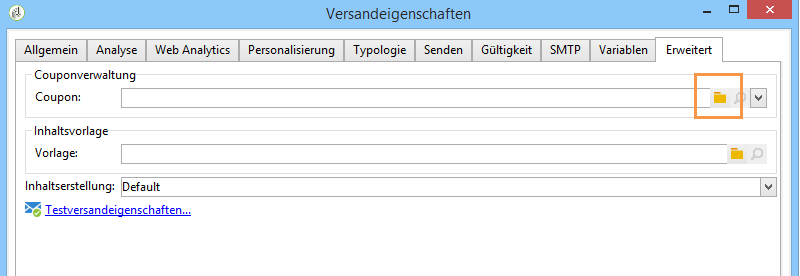 Versandeigenschaften
Allgemein Analyse Web Analytics Personalisierung Typologie Senden Gültigkeit SMTP Variablen Erweitert
Couponverwaltung
Coupon:
Inhaltsvorlage
Vorlage:
Inhaltserstellung: Default
Testversandeigenschaften...